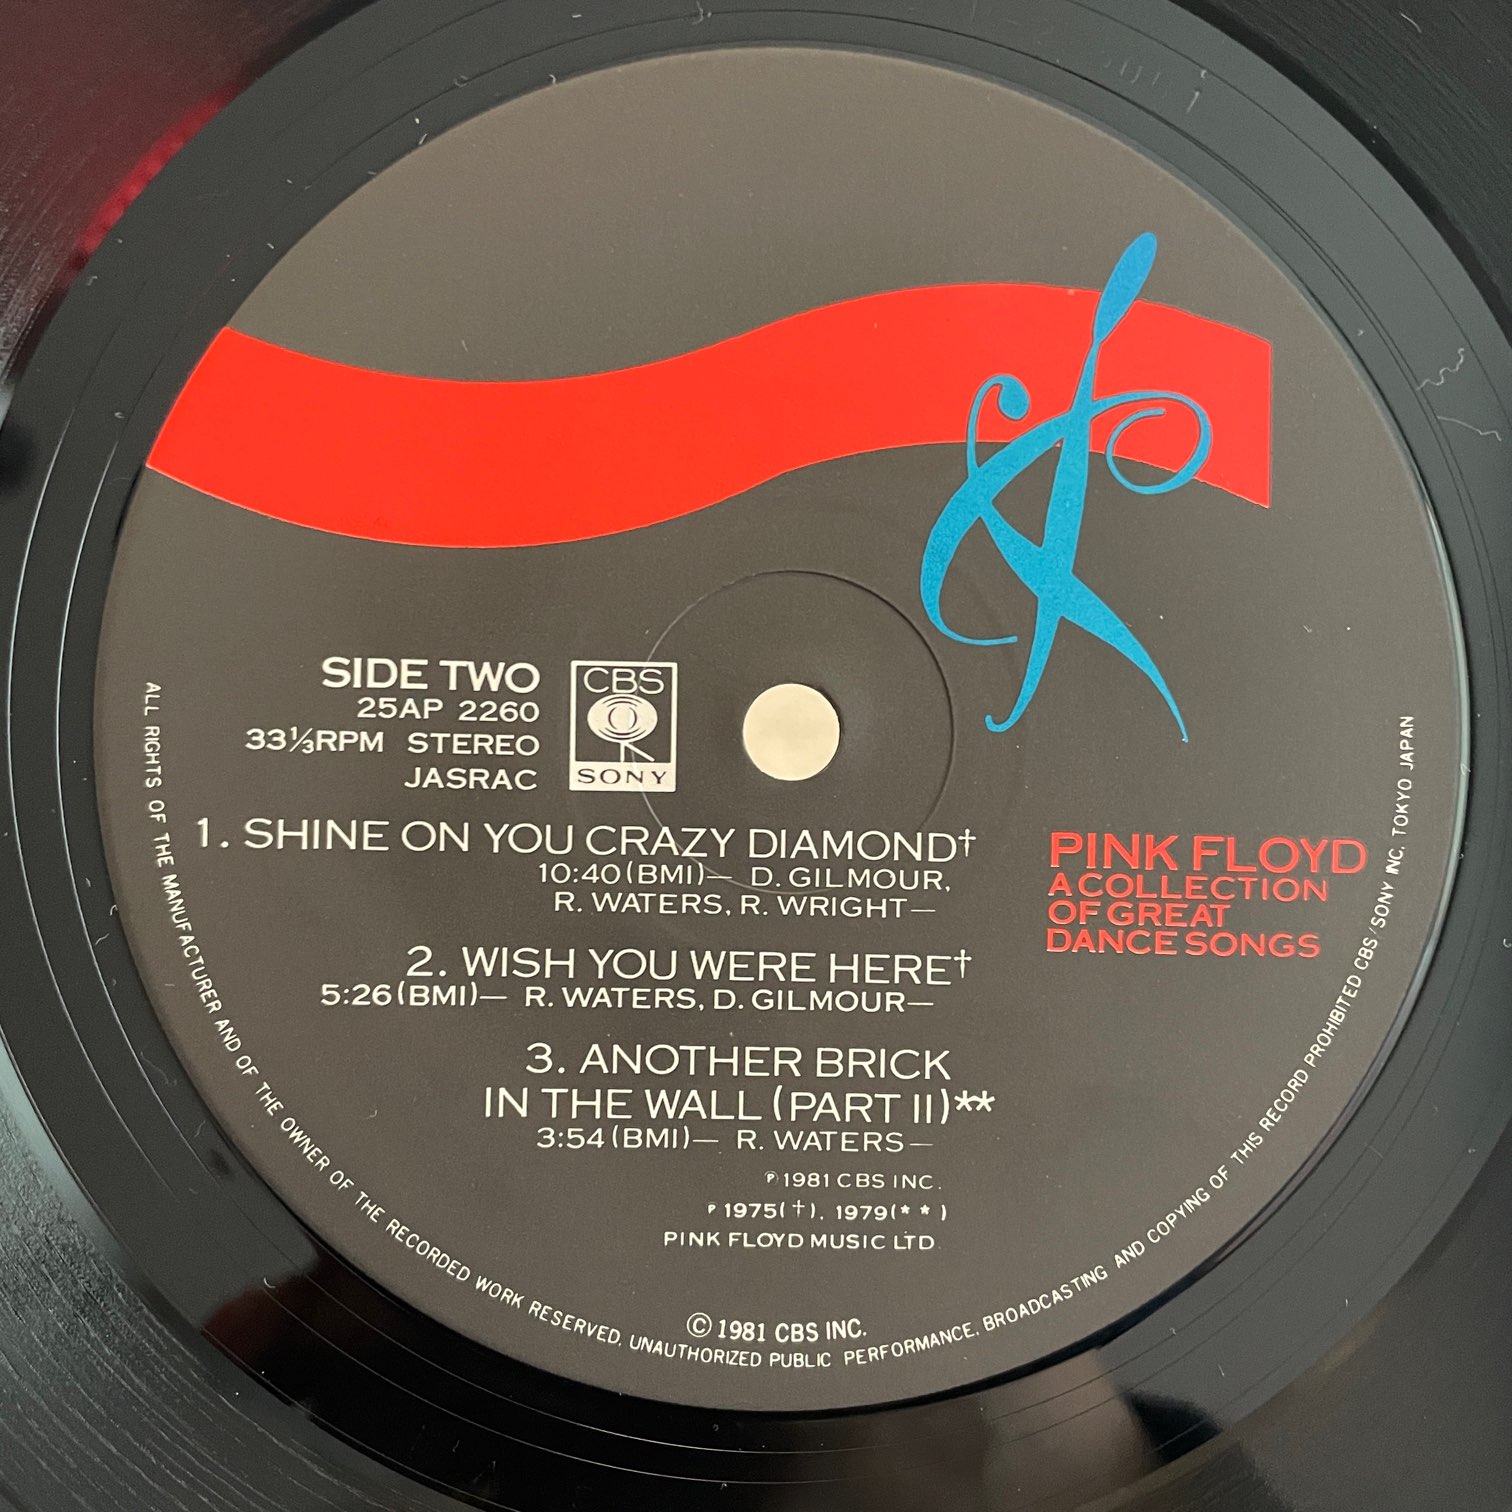 SIDE TWO
25AP 2260
33⅓RPM STEREO
JASRAC
CBS
SONY
1. SHINE ON YOU CRAZY DIAMOND†
10:40(BMI)— D. GILMOUR,
R. WATERS, R. WRIGHT—
2. WISH YOU WERE HERE†
5:26(BMI)— R. WATERS, D. GILMOUR—
3. ANOTHER BRICK
IN THE WALL (PART II)**
3:54(BMI)— R. WATERS—
℗1981 CBS INC.
℗ 1975(†), 1979(**)
PINK FLOYD MUSIC LTD.
© 1981 CBS INC.
PINK FLOYD
A COLLECTION
OF GREAT
DANCE SONGS
ALL RIGHTS OF THE MANUFACTURER AND OF THE OWNER OF THE RECORDED WORK RESERVED. UNAUTHORIZED PUBLIC PERFORMANCE, BROADCASTING AND COPYING OF THIS RECORD PROHIBITED CBS/SONY INC. TOKYO JAPAN